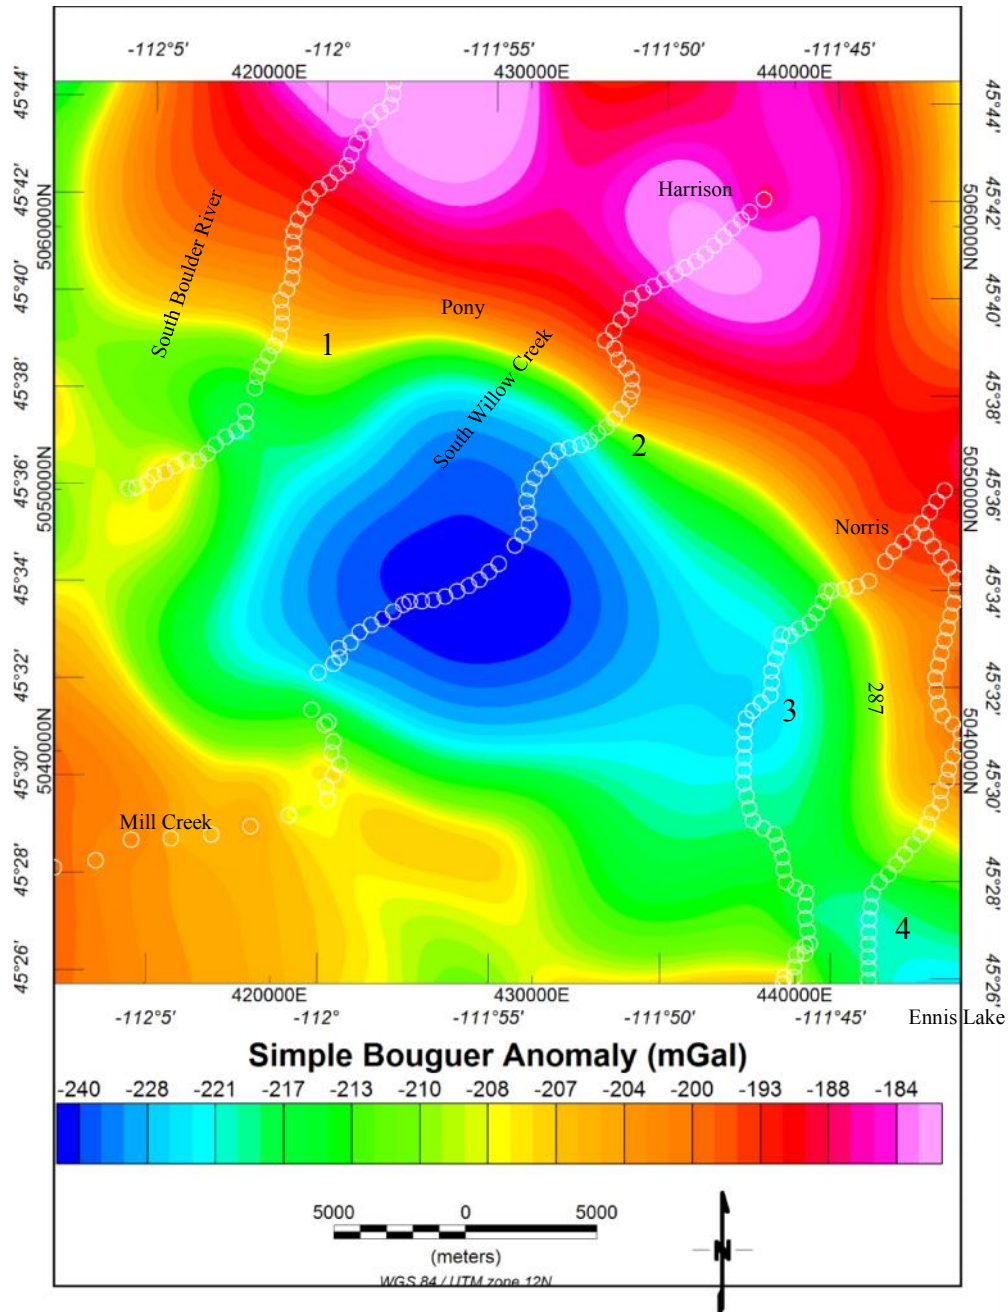 -112°5' -112° -111°55' -111°50' -111°45'
420000E 430000E 440000E
45°44' 45°44'
45°42' 45°42'
5060000N 5060000N
45°40' 45°40'
45°38' 45°38'
45°36' 45°36'
5050000N 5050000N
45°34' 45°34'
45°32' 45°32'
5040000N 5040000N
45°30' 45°30'
45°28' 45°28'
45°26' 45°26'
Harrison
South Boulder River
Pony
1
South Willow Creek
2
Norris
287
3
Mill Creek
4
420000E 430000E 440000E
-112°5' -112° -111°55' -111°50' -111°45'
Ennis Lake
Simple Bouguer Anomaly (mGal)
-240 -228 -221 -217 -213 -210 -208 -207 -204 -200 -193 -188 -184
5000 0 5000
(meters)
WGS 84 / UTM zone 12N
N